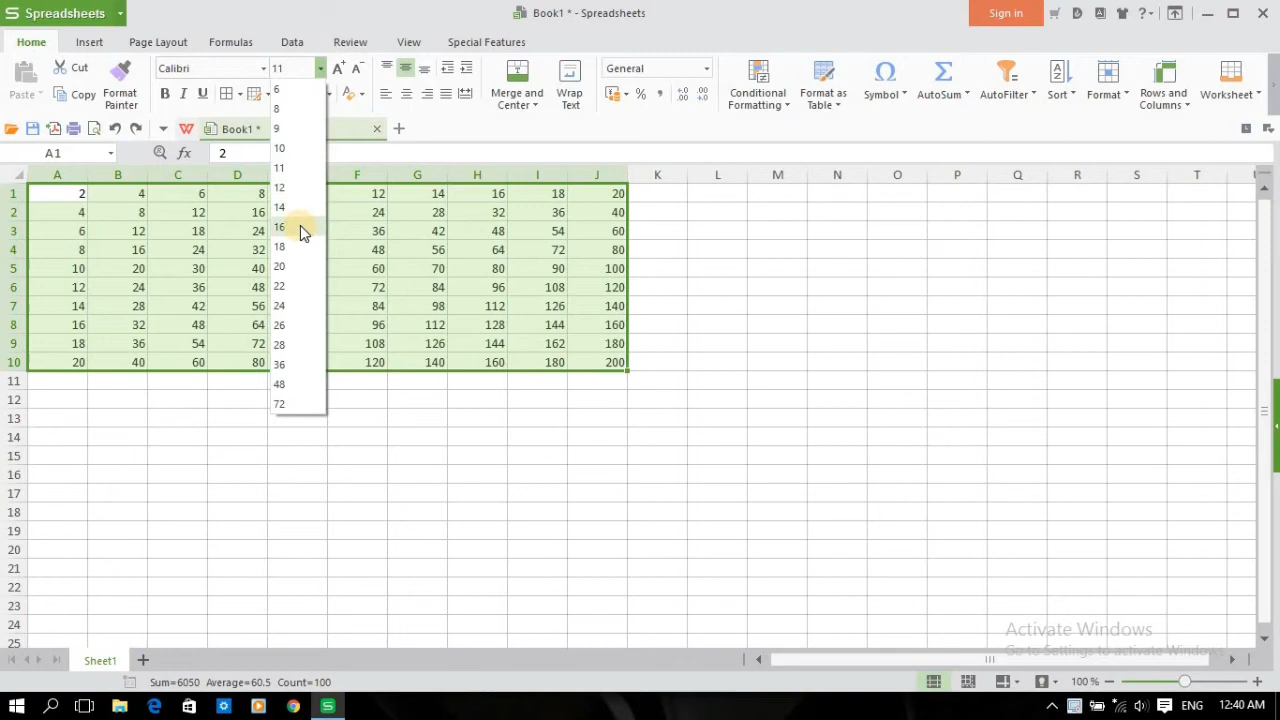 Spreadsheets
Book1 * - Spreadsheets
Sign in
Home Insert Page Layout Formulas Data Review View Special Features
Paste Cut Copy Format Painter
Calibri 11
B I U
Merge and Center Wrap Text
General
Conditional Formatting Format as Table Symbol AutoSum AutoFilter Sort Format Rows and Columns Worksheet
Book1 *
A1 fx 2
6
8
9
10
11
12
14
16
18
20
22
24
26
28
36
48
72
A B C D F G H I J K L M N O P Q R S T U
1 2 4 6 8 12 14 16 18 20
2 4 8 12 16 24 28 32 36 40
3 6 12 18 24 36 42 48 54 60
4 8 16 24 32 48 56 64 72 80
5 10 20 30 40 60 70 80 90 100
6 12 24 36 48 72 84 96 108 120
7 14 28 42 56 84 98 112 126 140
8 16 32 48 64 96 112 128 144 160
9 18 36 54 72 108 126 144 162 180
10 20 40 60 80 120 140 160 180 200
11
12
13
14
15
16
17
18
19
20
21
22
23
24
25
Activate Windows
Go to Settings to activate Windows.
Sheet1
Sum=6050 Average=60.5 Count=100
100 %
ENG 12:40 AM